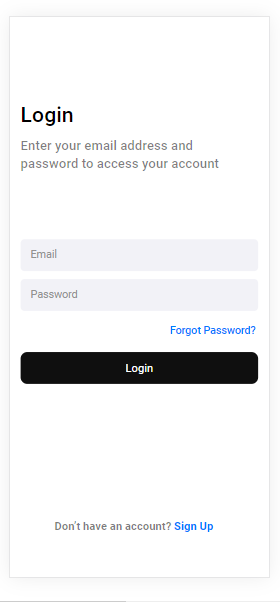 Login
Enter your email address and
password to access your account
Email
Password
Forgot Password?
Login
Don't have an account? Sign Up